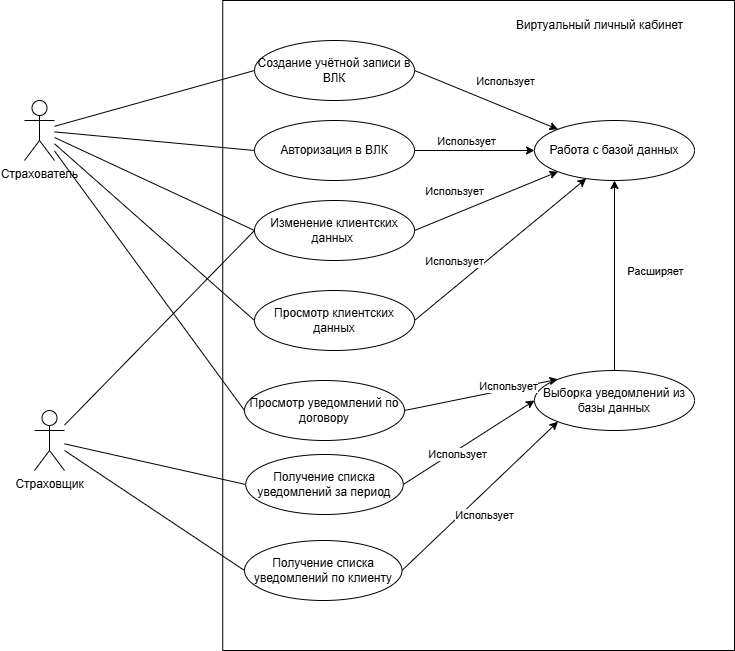 Виртуальный личный кабинет
Создание учётной записи в
ВЛК
Использует
Страхователь
Авторизация в ВЛК
Использует
Работа с базой данных
Использует
Изменение клиентских
данных
Использует
Расширяет
Просмотр клиентских
данных
Использует
Просмотр уведомлений по
договору
Выборка уведомлений из
базы данных
Страховщик
Использует
Получение списка
уведомлений за период
Использует
Получение списка
уведомлений по клиенту